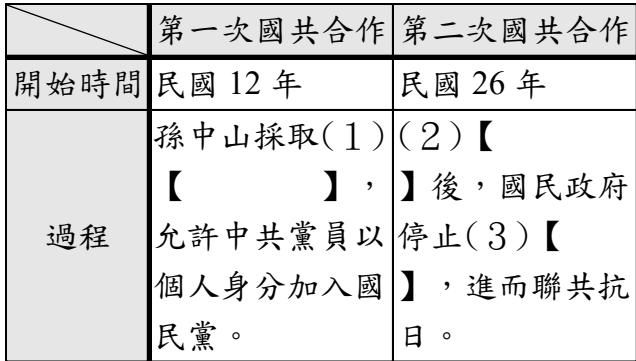 第一次國共合作 第二次國共合作
開始時間 民國 12 年 民國 26 年
過程
孫中山採取(１)
【 】，
允許中共黨員以
個人身分加入國
民黨。
(２)【
】後，國民政府
停止(３)【
】，進而聯共抗
日。